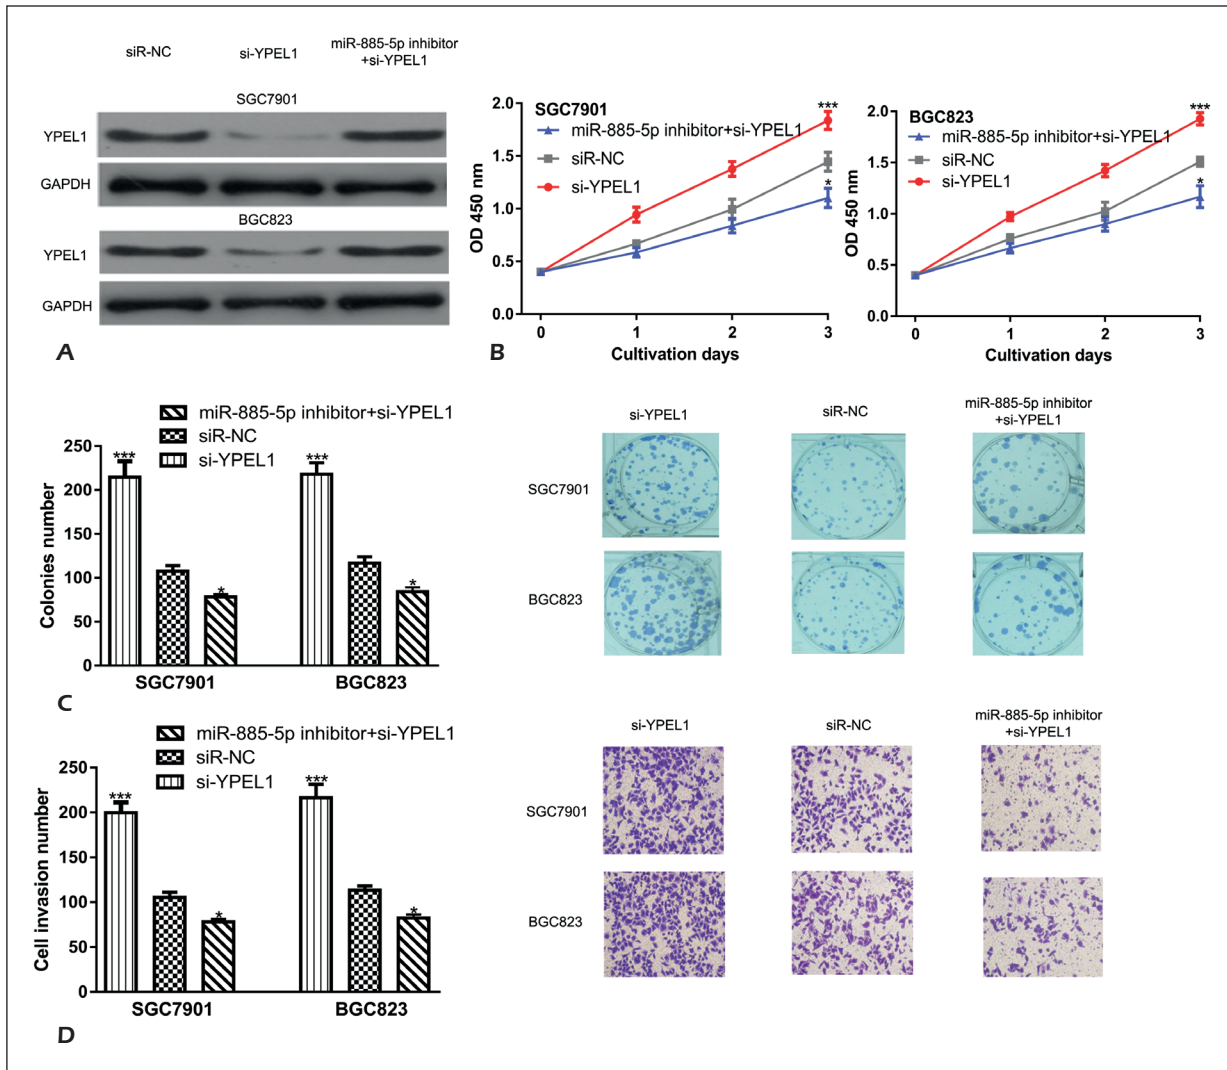 siR-NC
si-YPEL1
miR-885-5p inhibitor
+si-YPEL1
SGC7901
YPEL1
GAPDH
BGC823
YPEL1
GAPDH
A
SGC7901
miR-885-5p inhibitor+si-YPEL1
siR-NC
si-YPEL1
***
*
OD 450 nm
2.0
1.5
1.0
0.5
0.0
0
1
2
3
Cultivation days
BGC823
miR-885-5p inhibitor+si-YPEL1
siR-NC
si-YPEL1
***
*
OD 450 nm
2.0
1.5
1.0
0.5
0.0
0
1
2
3
Cultivation days
B
miR-885-5p inhibitor+si-YPEL1
siR-NC
si-YPEL1
Colonies number
250
200
150
100
50
0
***
*
***
*
SGC7901
BGC823
C
si-YPEL1
siR-NC
miR-885-5p inhibitor
+si-YPEL1
SGC7901
BGC823
miR-885-5p inhibitor+si-YPEL1
siR-NC
si-YPEL1
Cell invasion number
250
200
150
100
50
0
***
*
***
*
SGC7901
BGC823
D
si-YPEL1
siR-NC
miR-885-5p inhibitor
+si-YPEL1
SGC7901
BGC823